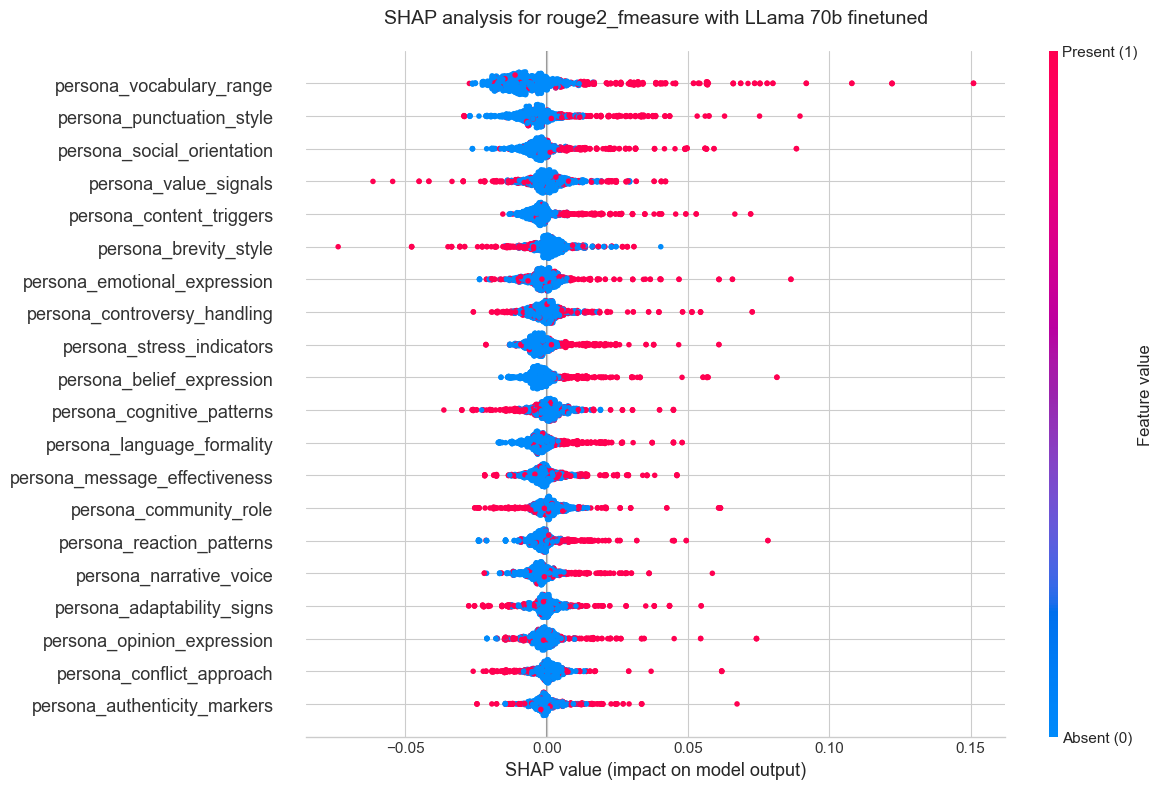 SHAP analysis for rouge2_fmeasure with LLama 70b finetuned
persona_vocabulary_range
persona_punctuation_style
persona_social_orientation
persona_value_signals
persona_content_triggers
persona_brevity_style
persona_emotional_expression
persona_controversy_handling
persona_stress_indicators
persona_belief_expression
persona_cognitive_patterns
persona_language_formality
persona_message_effectiveness
persona_community_role
persona_reaction_patterns
persona_narrative_voice
persona_adaptability_signs
persona_opinion_expression
persona_conflict_approach
persona_authenticity_markers
−0.05 0.00 0.05 0.10 0.15
SHAP value (impact on model output)
Present (1)
Feature value
Absent (0)